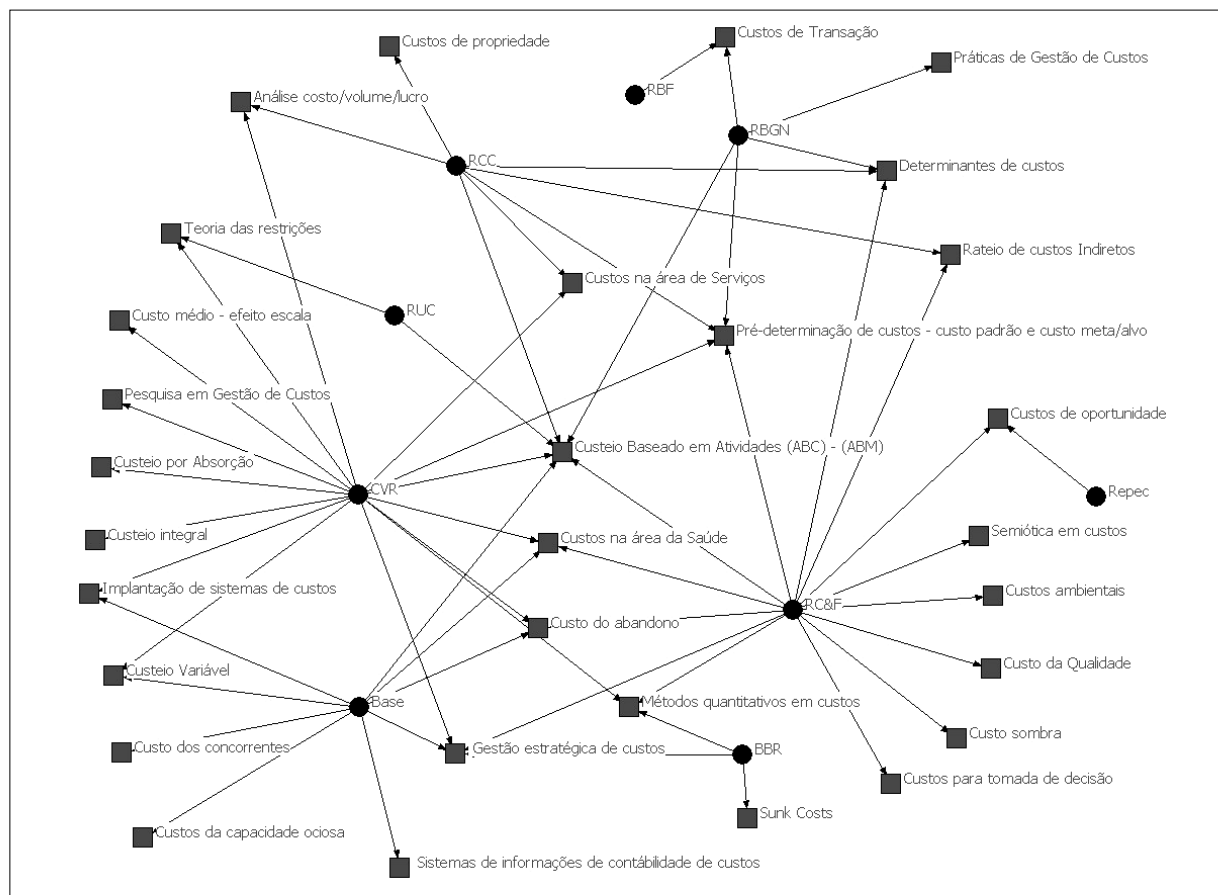 Custos de Transação
Custos de propriedade
Práticas de Gestão de Custos
RBF
Análise costo/volume/lucro
RBGN
RCC
Determinantes de custos
Teoria das restrições
Rateio de custos Indiretos
Custos na área de Serviços
RUC
Custo médio - efeito escala
Pré-determinação de custos - custo padrão e custo meta/alvo
Pesquisa em Gestão de Custos
Custos de oportunidade
Custeio Baseado em Atividades (ABC) - (ABM)
Custeio por Absorção
CVR
Repec
Custeio integral
Custos na área da Saúde
Semiótica em custos
Implantação de sistemas de custos
Custos ambientais
RC&F
Custo do abandono
Custeio Variável
Custo da Qualidade
Base
Métodos quantitativos em custos
Custo sombra
Custo dos concorrentes
Gestão estratégica de custos
BBR
Custos para tomada de decisão
Sunk Costs
Custos da capacidade ociosa
Sistemas de informações de contábilidade de custos